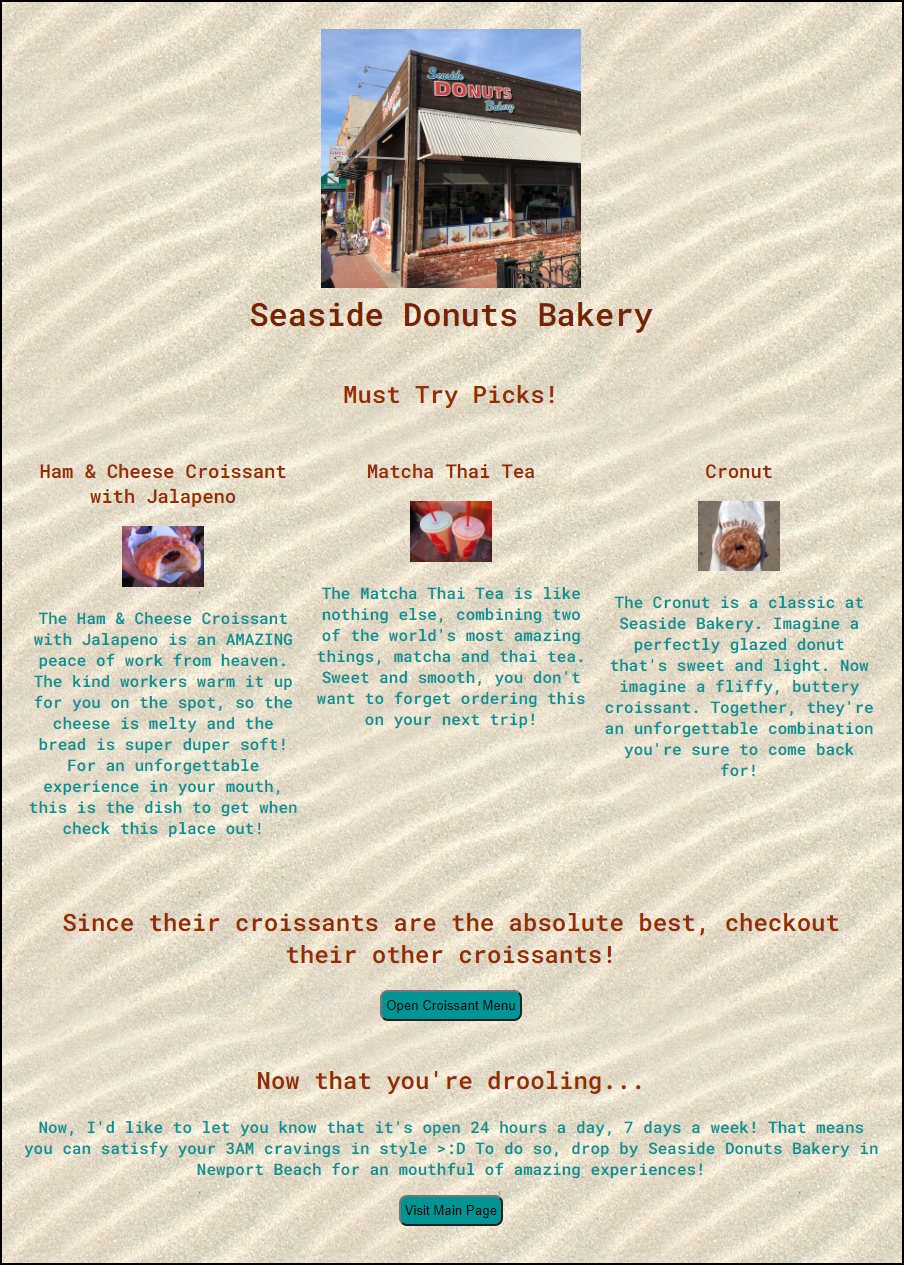 Seaside
DONUTS
Bakery
Seaside Donuts Bakery
Must Try Picks!
Ham & Cheese Croissant
with Jalapeno
The Ham & Cheese Croissant
with Jalapeno is an AMAZING
peace of work from heaven.
The kind workers warm it up
for you on the spot, so the
cheese is melty and the
bread is super duper soft!
For an unforgettable
experience in your mouth,
this is the dish to get when
check this place out!
Matcha Thai Tea
The Matcha Thai Tea is like
nothing else, combining two
of the world's most amazing
things, matcha and thai tea.
Sweet and smooth, you don't
want to forget ordering this
on your next trip!
Cronut
The Cronut is a classic at
Seaside Bakery. Imagine a
perfectly glazed donut
that's sweet and light. Now
imagine a fliffy, buttery
croissant. Together, they're
an unforgettable combination
you're sure to come back
for!
Since their croissants are the absolute best, checkout
their other croissants!
Open Croissant Menu
Now that you're drooling...
Now, I'd like to let you know that it's open 24 hours a day, 7 days a week! That means
you can satisfy your 3AM cravings in style >:D To do so, drop by Seaside Donuts Bakery in
Newport Beach for an mouthful of amazing experiences!
Visit Main Page